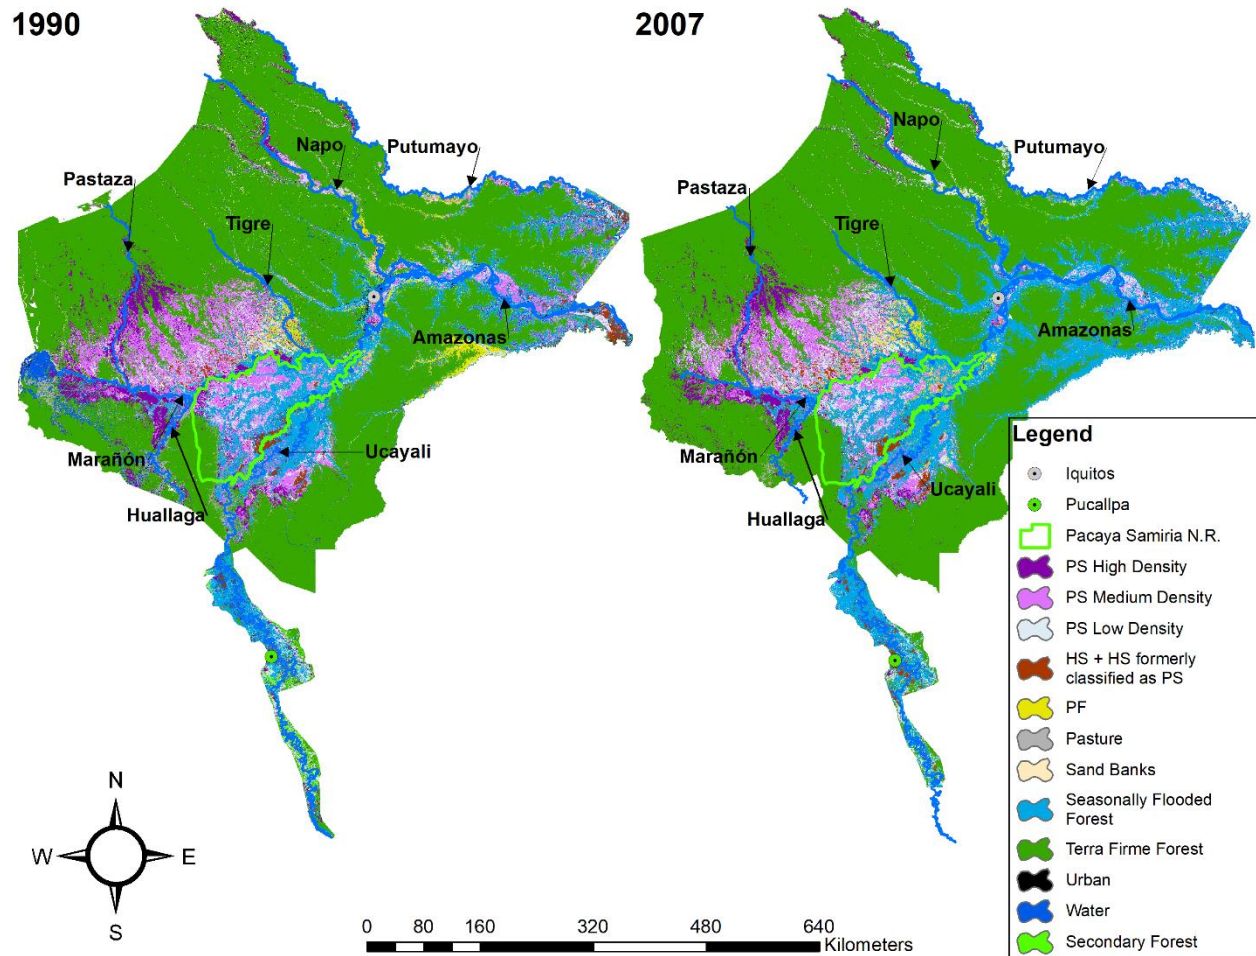 1990
2007
Napo
Putumayo
Pastaza
Tigre
Amazonas
Marañón
Ucayali
Huallaga
Napo
Putumayo
Pastaza
Tigre
Amazonas
Marañón
Ucayali
Huallaga
Legend
Iquitos
Pucallpa
Pacaya Samiria N.R.
PS High Density
PS Medium Density
PS Low Density
HS + HS formerly
classified as PS
PF
Pasture
Sand Banks
Seasonally Flooded
Forest
Terra Firme Forest
Urban
Water
Secondary Forest
N
W E
S
0 80 160 320 480 640
Kilometers